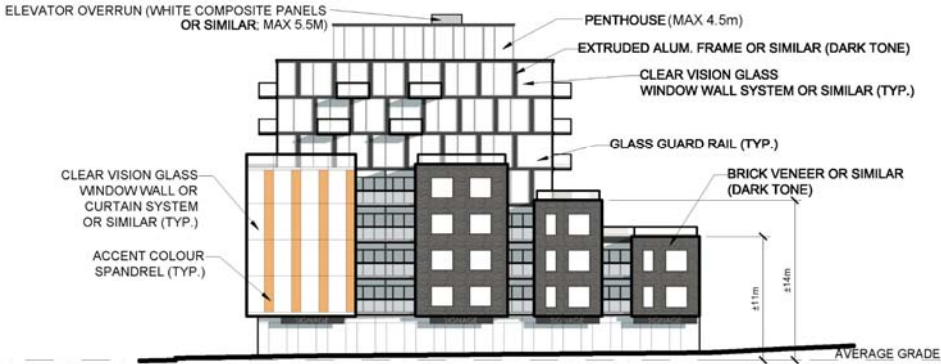 ELEVATOR OVERRUN (WHITE COMPOSITE PANELS
OR SIMILAR; MAX 5.5M)
PENTHOUSE (MAX 4.5m)
EXTRUDED ALUM. FRAME OR SIMILAR (DARK TONE)
CLEAR VISION GLASS
WINDOW WALL SYSTEM OR SIMILAR (TYP.)
GLASS GUARD RAIL (TYP.)
CLEAR VISION GLASS
WINDOW WALL OR
CURTAIN SYSTEM
OR SIMILAR (TYP.)
BRICK VENEER OR SIMILAR
(DARK TONE)
ACCENT COLOUR
SPANDREL (TYP.)
±11m
±14m
AVERAGE GRADE